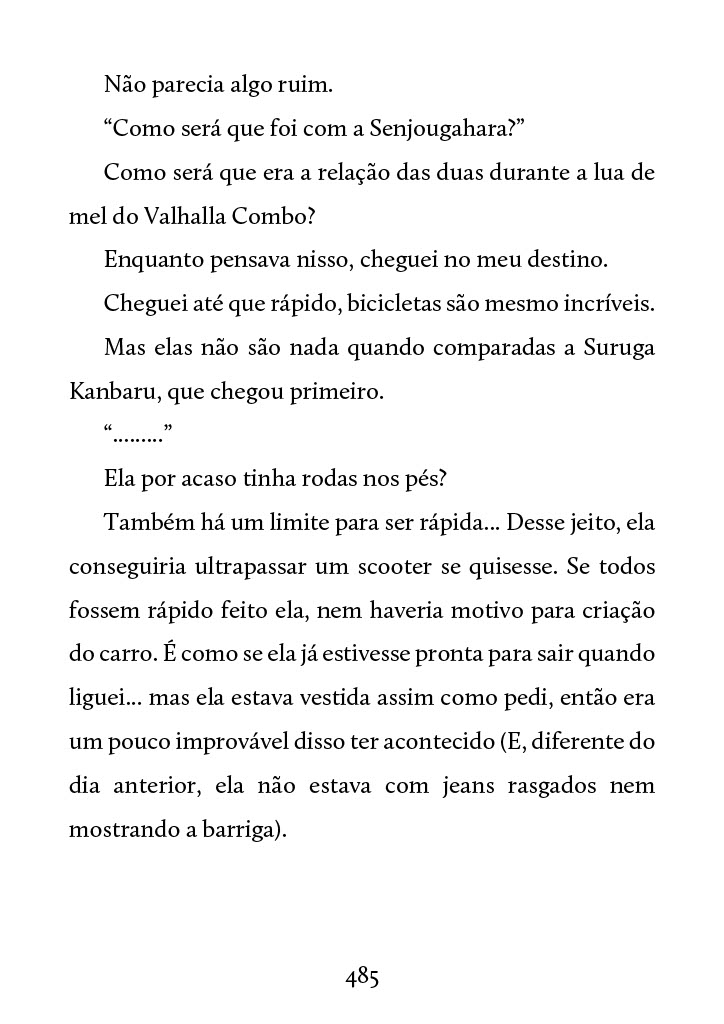 Não parecia algo ruim.
“Como será que foi com a Senjougahara?”
Como será que era a relação das duas durante a lua de
mel do Valhalla Combo?
Enquanto pensava nisso, cheguei no meu destino.
Cheguei até que rápido, bicicletas são mesmo incríveis.
Mas elas não são nada quando comparadas a Suruga
Kanbaru, que chegou primeiro.
“.........”
Ela por acaso tinha rodas nos pés?
Também há um limite para ser rápida... Desse jeito, ela
conseguiria ultrapassar um scooter se quisesse. Se todos
fossem rápido feito ela, nem haveria motivo para criação
do carro. É como se ela já estivesse pronta para sair quando
liguei... mas ela estava vestida assim como pedi, então era
um pouco improvável disso ter acontecido (E, diferente do
dia anterior, ela não estava com jeans rasgados nem
mostrando a barriga).
485